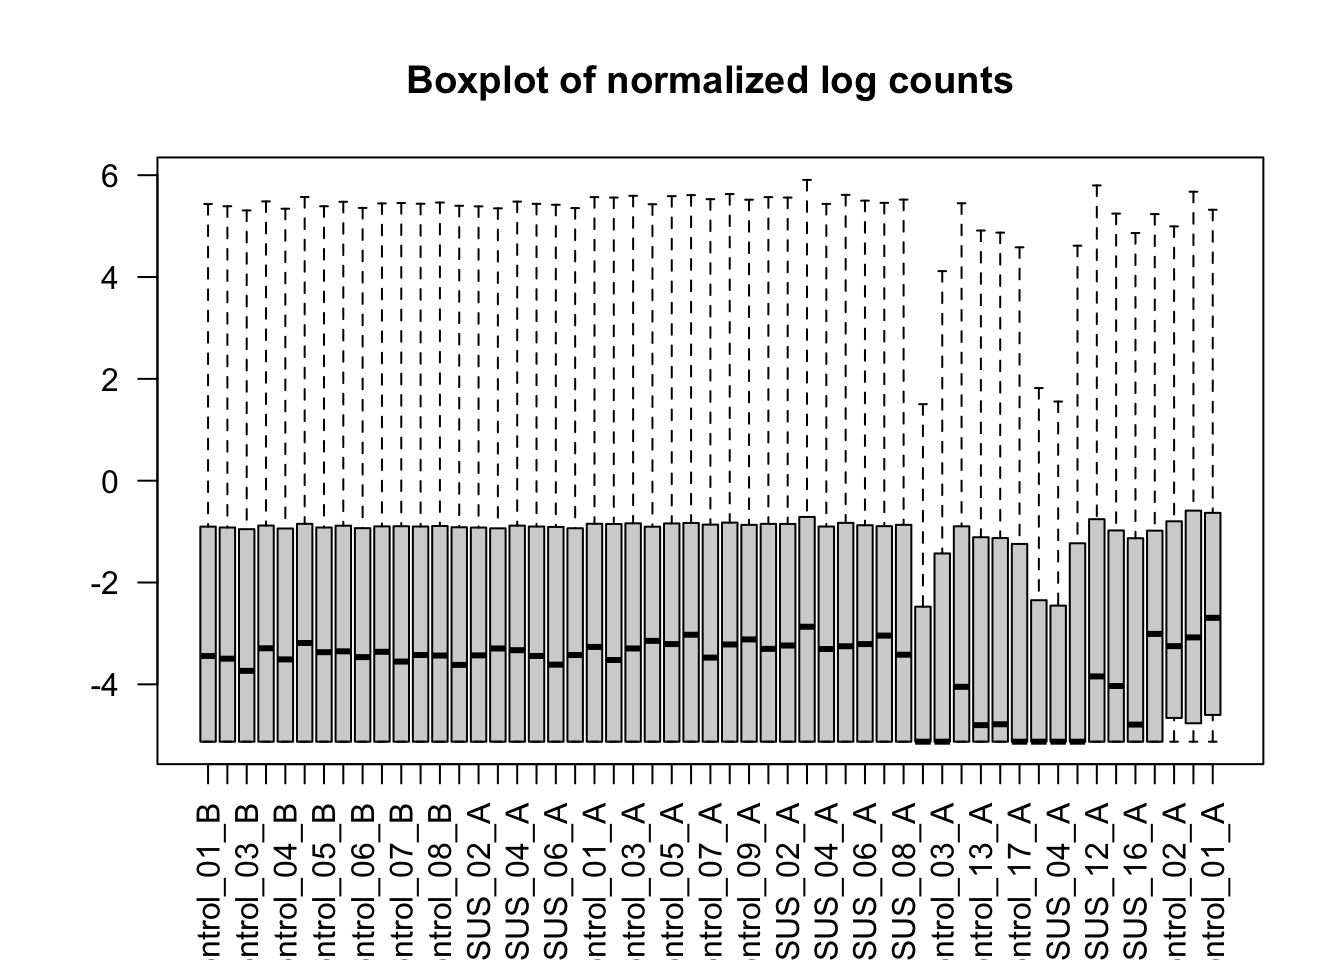 Boxplot of normalized log counts
6
4
2
0
-2
-4
ntrol_01_B
ntrol_03_B
ntrol_04_B
ntrol_05_B
ntrol_06_B
ntrol_07_B
ntrol_08_B
SUS_02_A
SUS_04_A
SUS_06_A
ntrol_01_A
ntrol_03_A
ntrol_05_A
ntrol_07_A
ntrol_09_A
SUS_02_A
SUS_04_A
SUS_06_A
SUS_08_A
ntrol_03_A
ntrol_13_A
ntrol_17_A
SUS_04_A
SUS_12_A
SUS_16_A
ntrol_02_A
ntrol_01_A